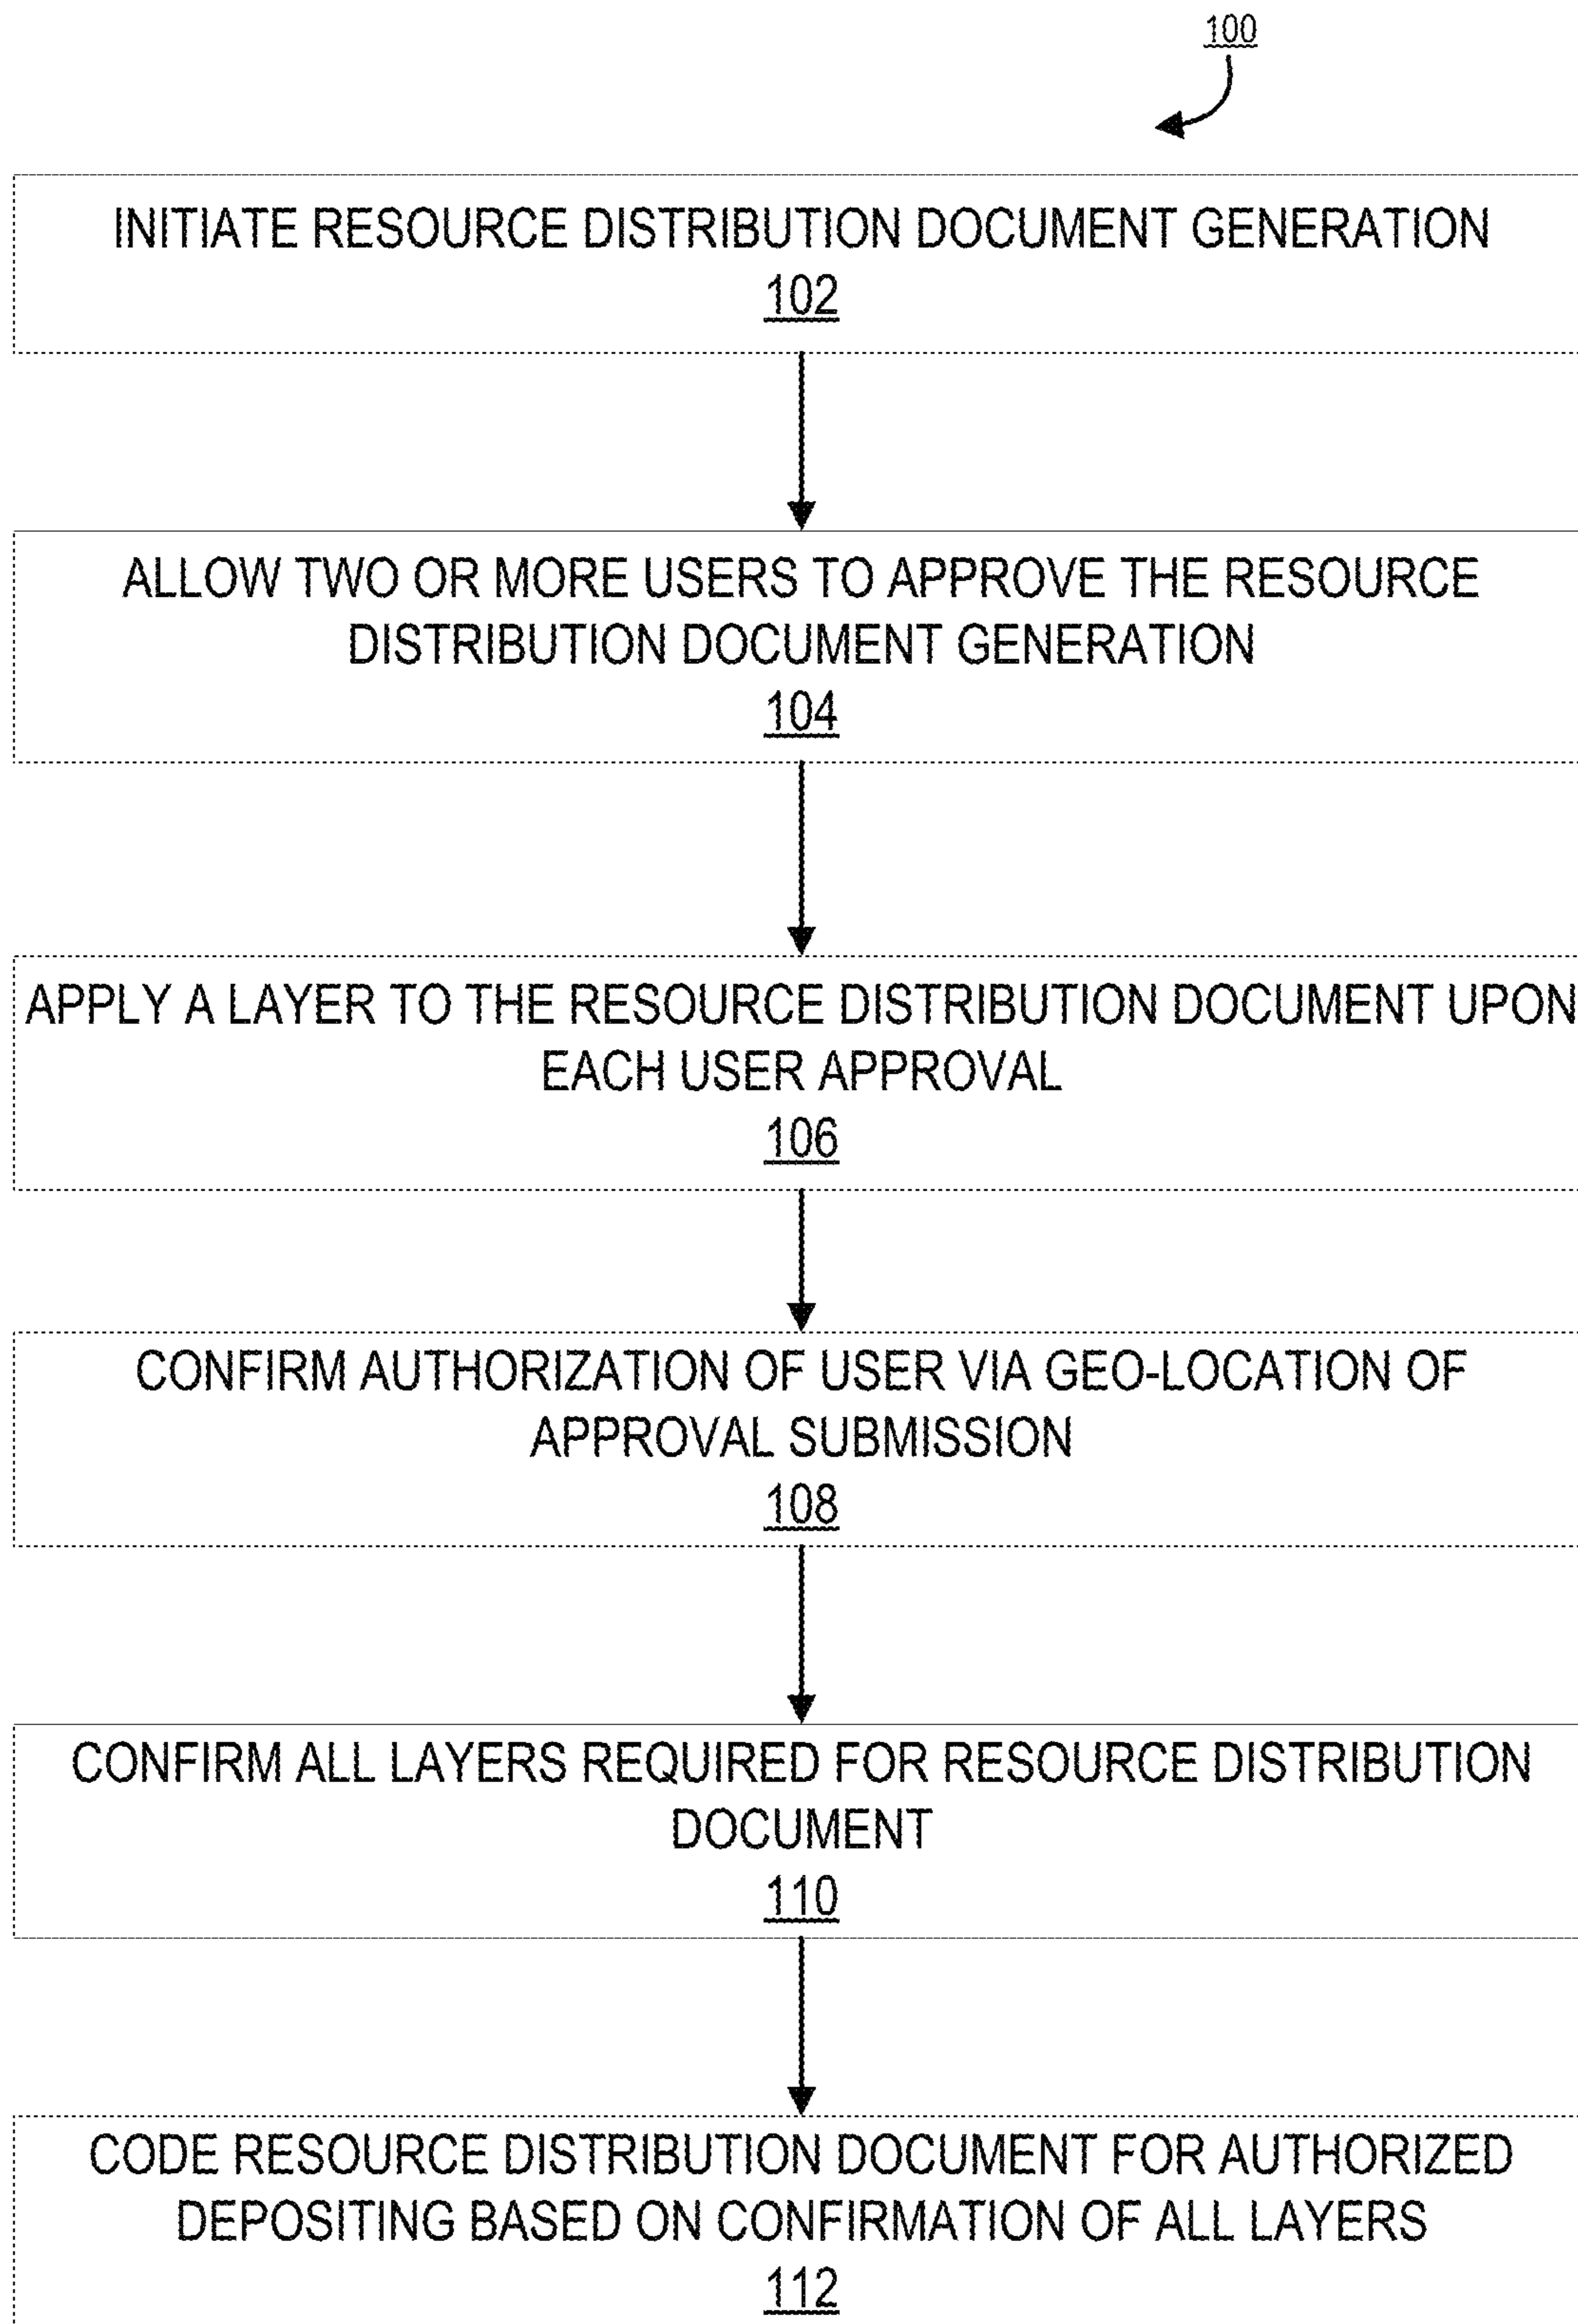 100
INITIATE RESOURCE DISTRIBUTION DOCUMENT GENERATION
102
ALLOW TWO OR MORE USERS TO APPROVE THE RESOURCE
DISTRIBUTION DOCUMENT GENERATION
104
APPLY A LAYER TO THE RESOURCE DISTRIBUTION DOCUMENT UPON
EACH USER APPROVAL
106
CONFIRM AUTHORIZATION OF USER VIA GEO-LOCATION OF
APPROVAL SUBMISSION
108
CONFIRM ALL LAYERS REQUIRED FOR RESOURCE DISTRIBUTION
DOCUMENT
110
CODE RESOURCE DISTRIBUTION DOCUMENT FOR AUTHORIZED
DEPOSITING BASED ON CONFIRMATION OF ALL LAYERS
112